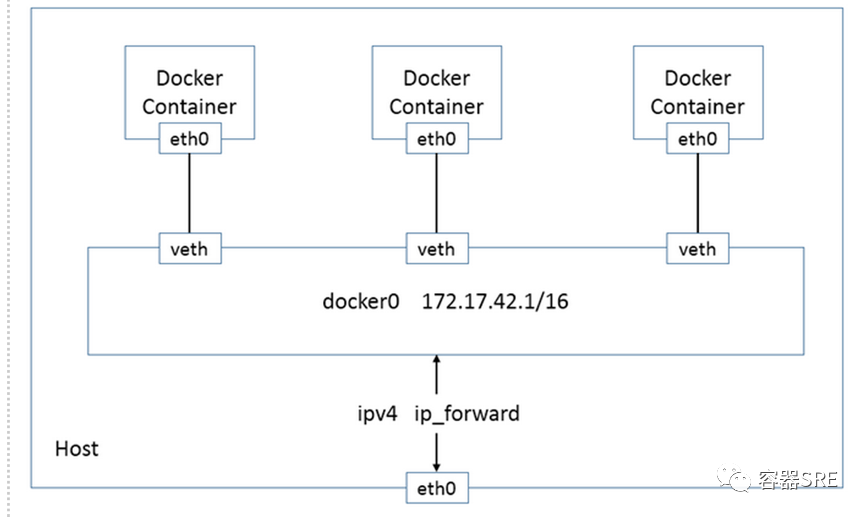 Docker
Container
Docker
Container
Docker
Container
eth0
eth0
eth0
veth
veth
veth
docker0 172.17.42.1/16
ipv4 ip_forward
Host
容器SRE
eth0